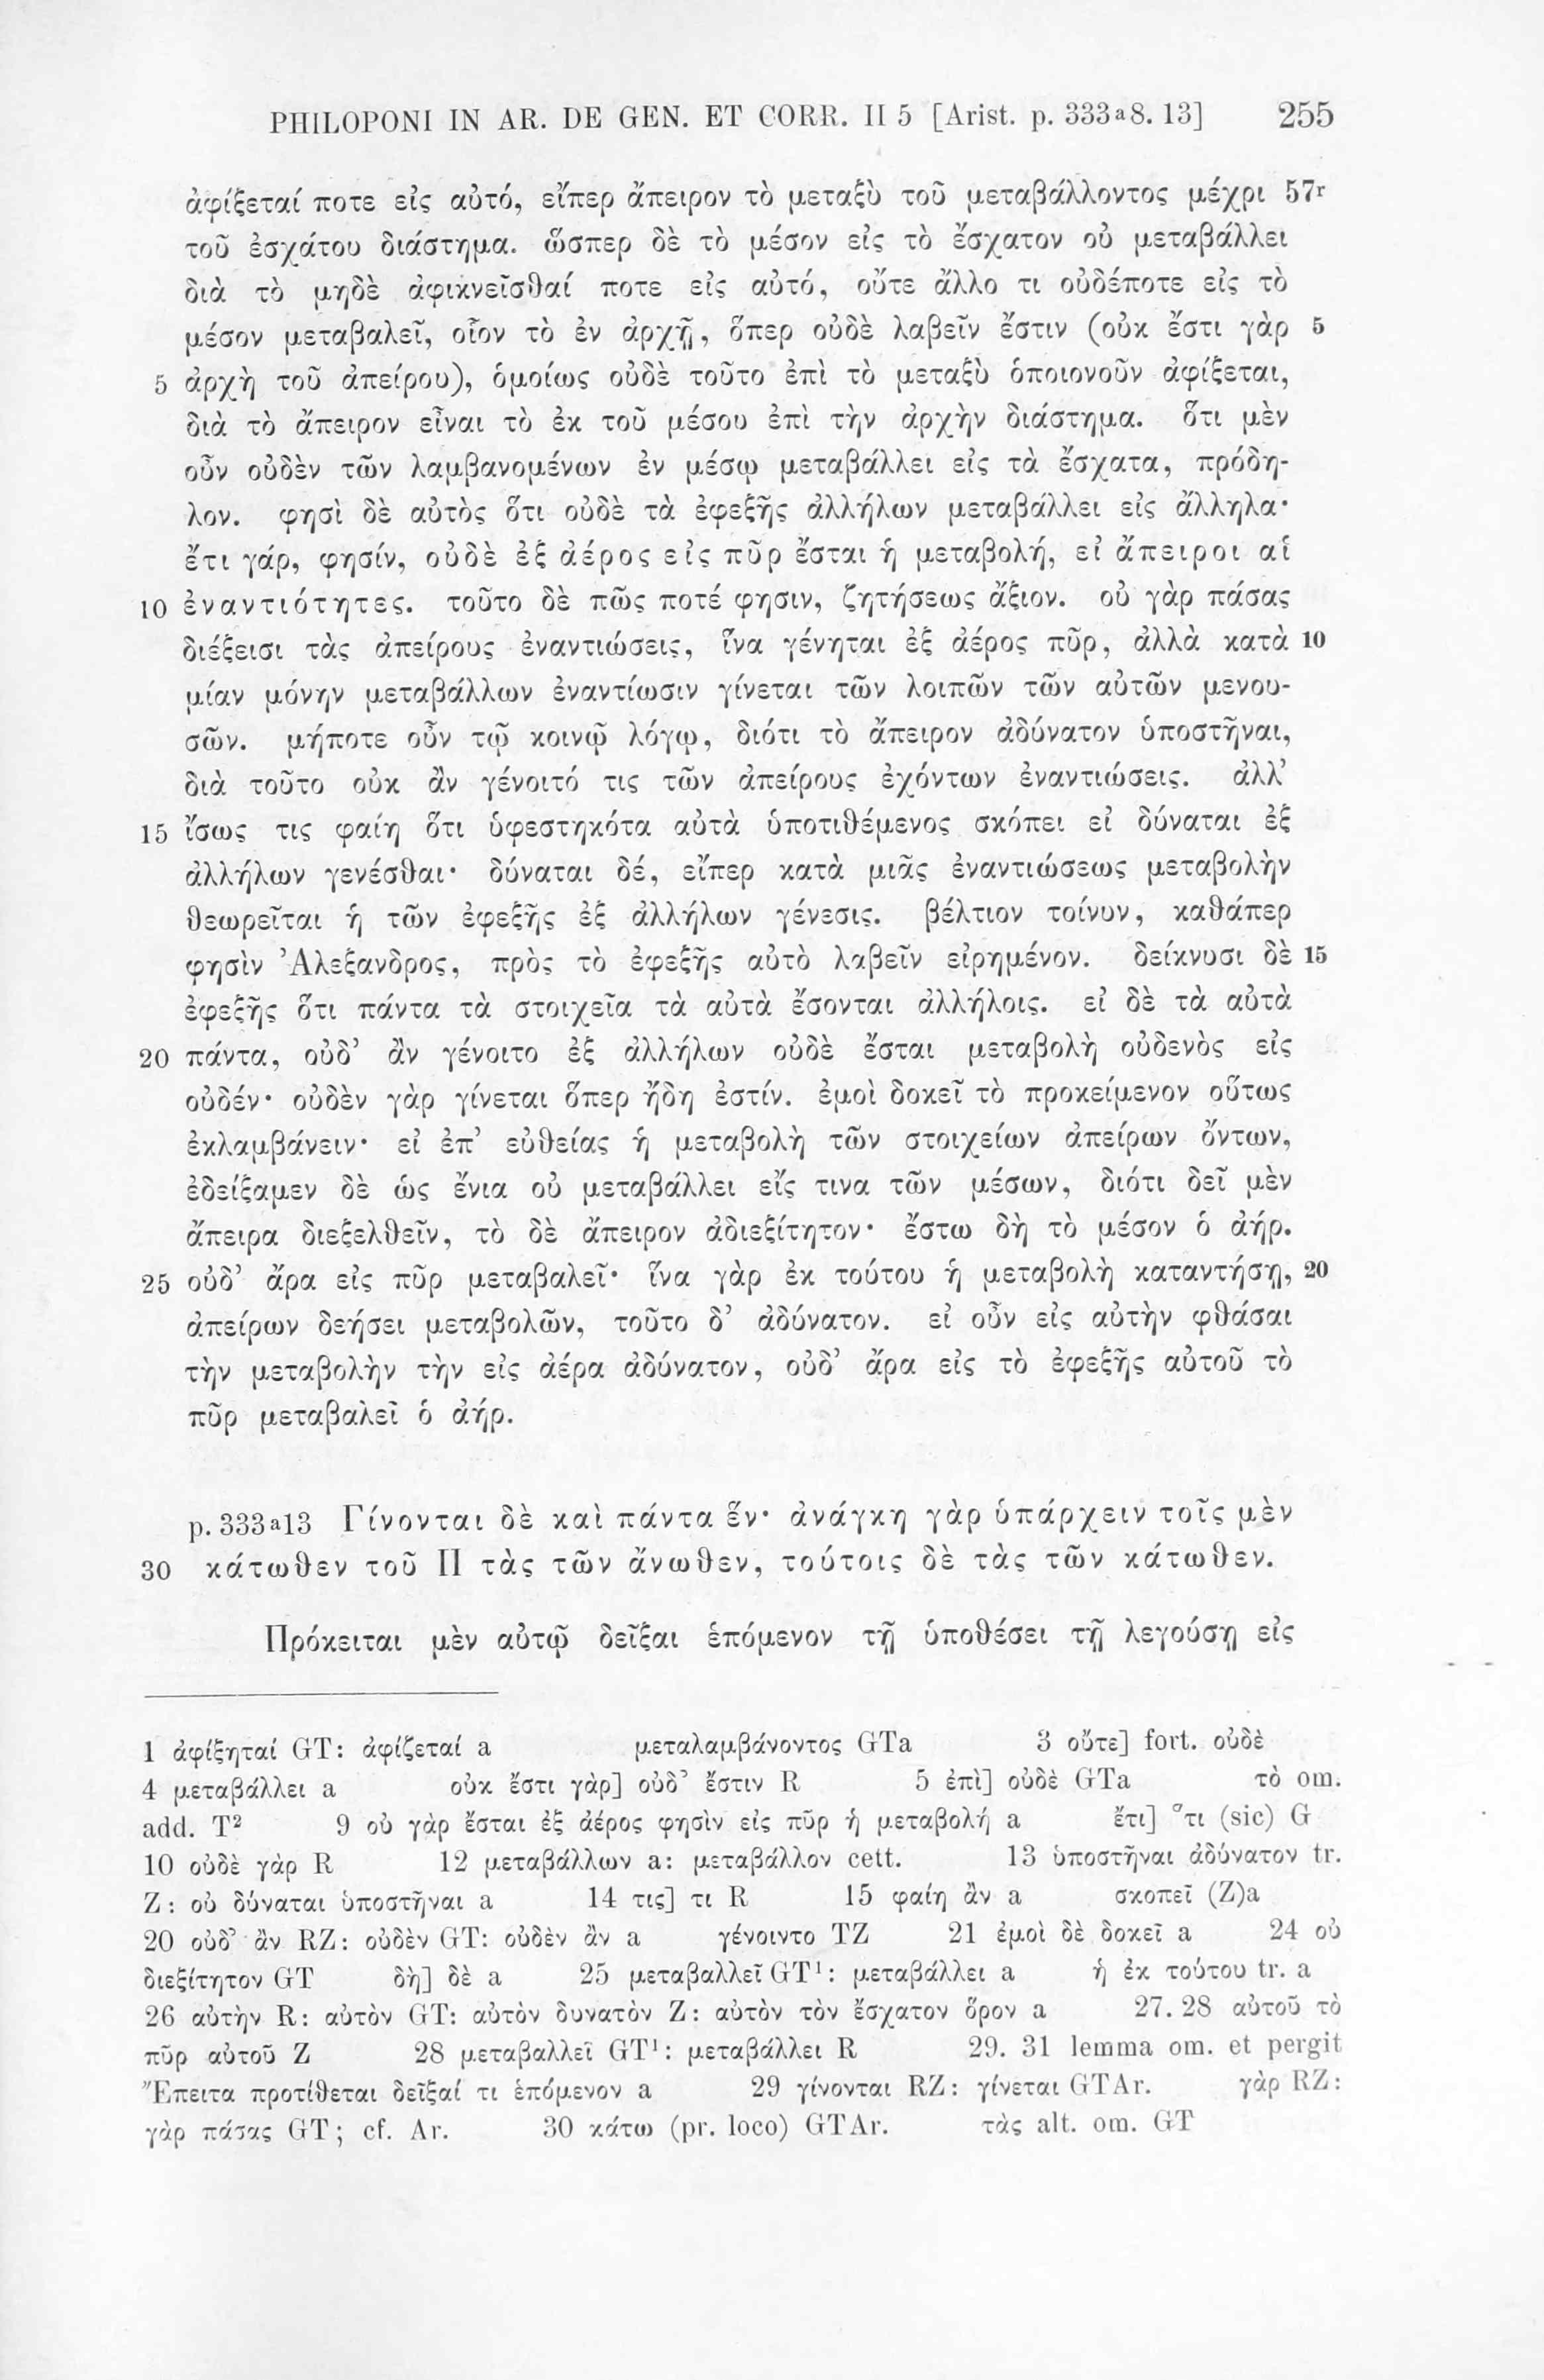 PHILOPONI IN AR. DE GEN. ET CORR. II 5 [Arist. p. 333a8. 13] 255
ἀφίξεταί ποτε εἰς αὐτό, εἴπερ ἄπειρον τὸ μεταξὺ τοῦ μεταβάλλοντος μέχρι 57r
τοῦ ἐσχάτου διάστημα. ὥσπερ δὲ τὸ μέσον εἰς τὸ ἔσχατον οὐ μεταβάλλει
διὰ τὸ μηδὲ ἀφικνεῖσθαί ποτε εἰς αὐτό, οὔτε ἄλλο τι οὐδέποτε εἰς τὸ
μέσον μεταβαλεῖ, οἷον τὸ ἐν ἀρχῇ, ὅπερ οὐδὲ λαβεῖν ἔστιν (οὐκ ἔστι γὰρ 5
5 ἀρχὴ τοῦ ἀπείρου), ὁμοίως οὐδὲ τοῦτο ἐπὶ τὸ μεταξὺ ὁποιονοῦν ἀφίξεται,
διὰ τὸ ἄπειρον εἶναι τὸ ἐκ τοῦ μέσου ἐπὶ τὴν ἀρχὴν διάστημα. ὅτι μὲν
οὖν οὐδὲν τῶν λαμβανομένων ἐν μέσῳ μεταβάλλει εἰς τὰ ἔσχατα, πρόδη-
λον. φησὶ δὲ αὐτὸς ὅτι οὐδὲ τὰ ἐφεξῆς ἀλλήλων μεταβάλλει εἰς ἄλληλα·
ἔτι γάρ, φησίν, οὐδὲ ἐξ ἀέρος εἰς πῦρ ἔσται ἡ μεταβολή, εἰ ἄπειροι αἱ
10 ἐναντιότητες. τοῦτο δὲ πῶς ποτέ φησιν, ζητήσεως ἄξιον. οὐ γὰρ πάσας
διέξεισι τὰς ἀπείρους ἐναντιώσεις, ἵνα γένηται ἐξ ἀέρος πῦρ, ἀλλὰ κατὰ 10
μίαν μόνην μεταβάλλων ἐναντίωσιν γίνεται τῶν λοιπῶν τῶν αὐτῶν μενου-
σῶν. μήποτε οὖν τῷ κοινῷ λόγῳ, διότι τὸ ἄπειρον ἀδύνατον ὑποστῆναι,
διὰ τοῦτο οὐκ ἂν γένοιτό τις τῶν ἀπείρους ἐχόντων ἐναντιώσεις. ἀλλ’
15 ἴσως τις φαίη ὅτι ὑφεστηκότα αὐτὰ ὑποτιθέμενος σκόπει εἰ δύναται ἐξ
ἀλλήλων γενέσθαι· δύναται δέ, εἴπερ κατὰ μιᾶς ἐναντιώσεως μεταβολὴν
θεωρεῖται ἡ τῶν ἐφεξῆς ἐξ ἀλλήλων γένεσις. βέλτιον τοίνυν, καθάπερ
φησὶν Ἀλεξανδρος, πρὸς τὸ ἐφεξῆς αὐτὸ λαβεῖν εἰρημένον. δείκνυσι δὲ 15
ἐφεξῆς ὅτι πάντα τὰ στοιχεῖα τὰ αὐτὰ ἔσονται ἀλλήλοις. εἰ δὲ τὰ αὐτὰ
20 πάντα, οὐδ’ ἂν γένοιτο ἐξ ἀλλήλων οὐδὲ ἔσται μεταβολὴ οὐδενὸς εἰς
οὐδέν· οὐδὲν γὰρ γίνεται ὅπερ ἤδη ἐστίν. ἐμοὶ δοκεῖ τὸ προκείμενον οὕτως
ἐκλαμβάνειν· εἰ ἐπ’ εὐθείας ἡ μεταβολὴ τῶν στοιχείων ἀπείρων ὄντων,
ἐδείξαμεν δὲ ὡς ἔνια οὐ μεταβάλλει εἴς τινα τῶν μέσων, διότι δεῖ μὲν
ἄπειρα διεξελθεῖν, τὸ δὲ ἄπειρον ἀδιεξίτητον· ἔστω δὴ τὸ μέσον ὁ ἀήρ.
25 οὐδ’ ἄρα εἰς πῦρ μεταβαλεῖ· ἵνα γὰρ ἐκ τούτου ἡ μεταβολὴ καταντήσῃ, 20
ἀπείρων δεήσει μεταβολῶν, τοῦτο δ’ ἀδύνατον. εἰ οὖν εἰς αὐτὴν φθάσαι
τὴν μεταβολὴν τὴν εἰς ἀέρα ἀδύνατον, οὐδ’ ἄρα εἰς τὸ ἐφεξῆς αὐτοῦ τὸ
πῦρ μεταβαλεῖ ὁ ἀήρ.
p. 333a13 Γίνονται δὲ καὶ πάντα ἕν· ἀνάγκη γὰρ ὑπάρχειν τοῖς μὲν
30 κάτωθεν τοῦ Π τὰς τῶν ἄνωθεν, τούτοις δὲ τὰς τῶν κάτωθεν.
Πρόκειται μὲν αὐτῷ δεῖξαι ἑπόμενον τῇ ὑποθέσει τῇ λεγούσῃ εἰς
1 ἀφίξηταί GT: ἀφίζεταί a μεταλαμβάνοντος GTa 3 οὔτε] fort. οὐδὲ
4 μεταβάλλει a οὐκ ἔστι γὰρ] οὐδ’ ἔστιν R 5 ἐπὶ] οὐδὲ GTa τὸ om.
add. T² 9 οὐ γὰρ ἔσται ἐξ ἀέρος φησὶν εἰς πῦρ ἡ μεταβολή a ἔτι] ῞τι (sic) G
10 οὐδὲ γὰρ R 12 μεταβάλλων a: μεταβάλλον cett. 13 ὑποστῆναι ἀδύνατον tr.
Z: οὐ δύναται ὑποστῆναι a 14 τις] τι R 15 φαίη ἂν a σκοπεῖ (Z)a
20 οὐδ’ ἂν RZ: οὐδὲν GT: οὐδὲν ἂν a γένοιντο TZ 21 ἐμοὶ δὲ δοκεῖ a 24 οὐ
διεξίτητον GT δὴ] δὲ a 25 μεταβαλλεῖ GT¹: μεταβάλλει a ἡ ἐκ τούτου tr. a
26 αὐτὴν R: αὐτὸν GT: αὐτὸν δυνατὸν Z: αὐτὸν τὸν ἔσχατον ὅρον a 27. 28 αὐτοῦ τὸ
πῦρ αὐτοῦ Z 28 μεταβαλλεῖ GT¹: μεταβάλλει R 29. 31 lemma om. et pergit
Ἔπειτα προτίθεται δεῖξαί τι ἑπόμενον a 29 γίνονται RZ: γίνεται GTAr. γὰρ RZ:
γὰρ πάσας GT; cf. Ar. 30 κάτω (pr. loco) GTAr. τὰς alt. om. GT